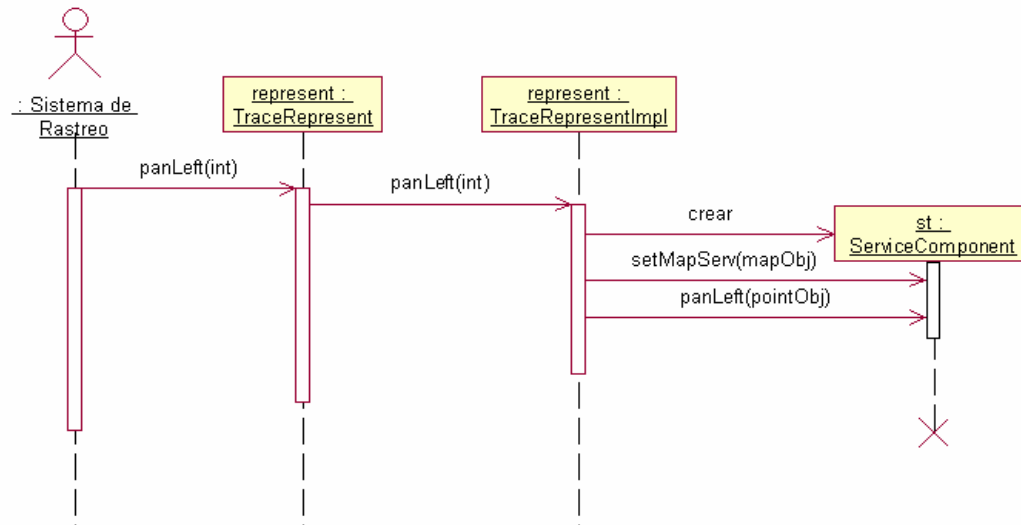 : Sistema de
Rastreo
represent :
TraceRepresent
represent :
TraceRepresentImpl
panLeft(int)
panLeft(int)
crear
st :
ServiceComponent
setMapServ(mapObj)
panLeft(pointObj)